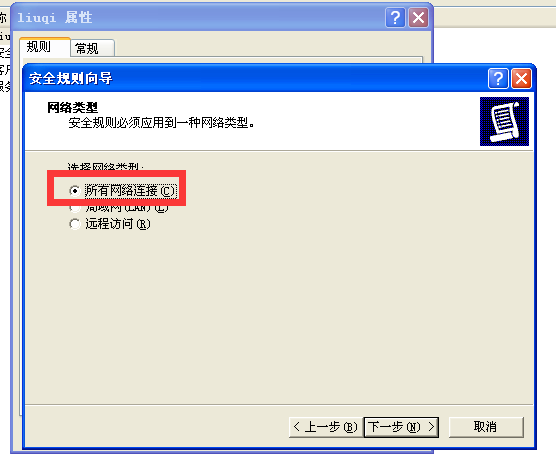 liuqi 属性
规则
常规
安全规则向导
网络类型
安全规则必须应用到一种网络类型。
选择网络类型:
所有网络连接(C)
局域网(LAN)(L)
远程访问(R)
< 上一步(B)
下一步(N) >
取消